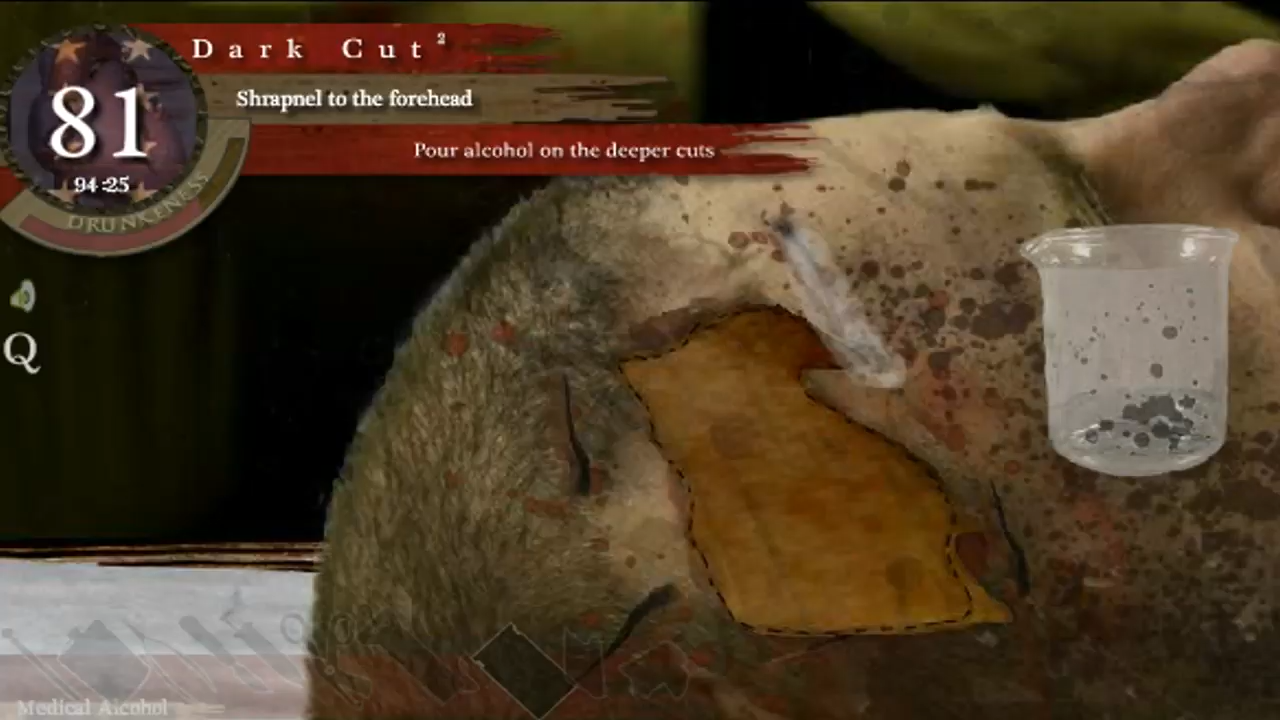 Dark Cut²
81
Shrapnel to the forehead
Pour alcohol on the deeper cuts
94:25
DRUNKENESS
Q
Medical Alcohol